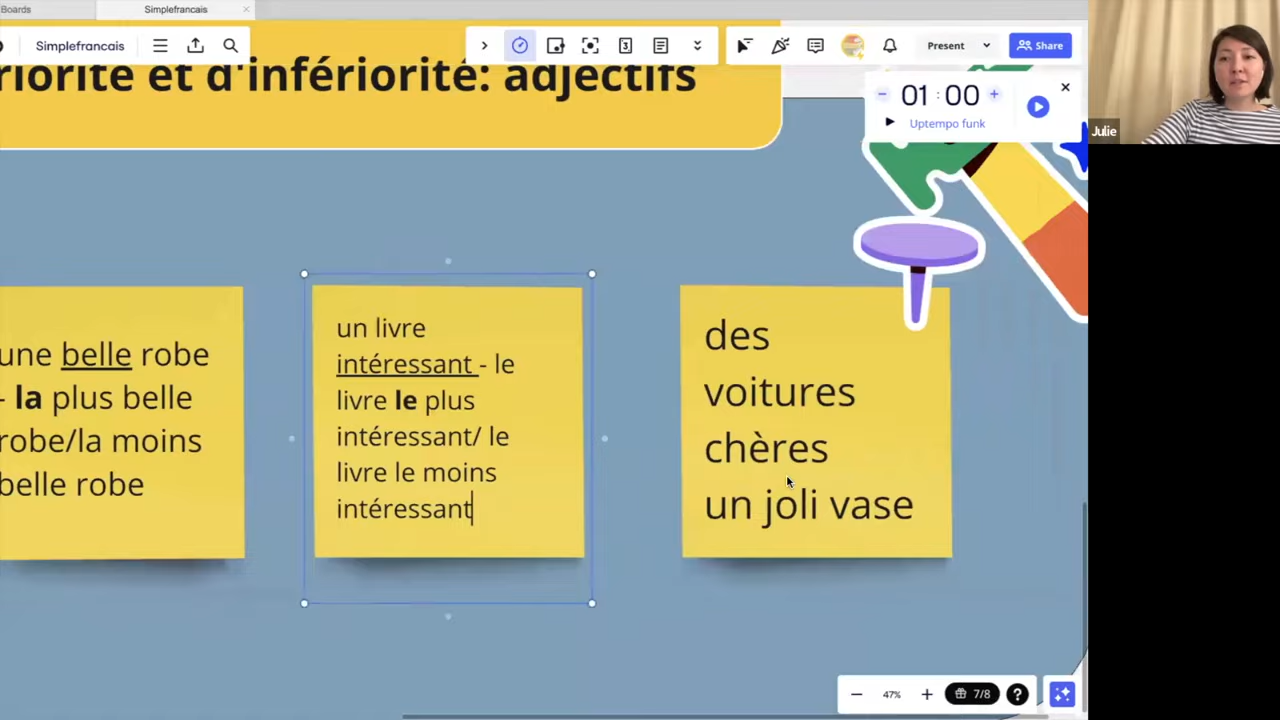 Boards
Simplefrancais
Simplefrancais
3
Present
Share
riorité et d'infériorité: adjectifs
01 : 00
Uptempo funk
Julie
une belle robe
- la plus belle
robe/la moins
belle robe
un livre
intéressant - le
livre le plus
intéressant/ le
livre le moins
intéressant
des
voitures
chères
un joli vase
47%
7/8
?